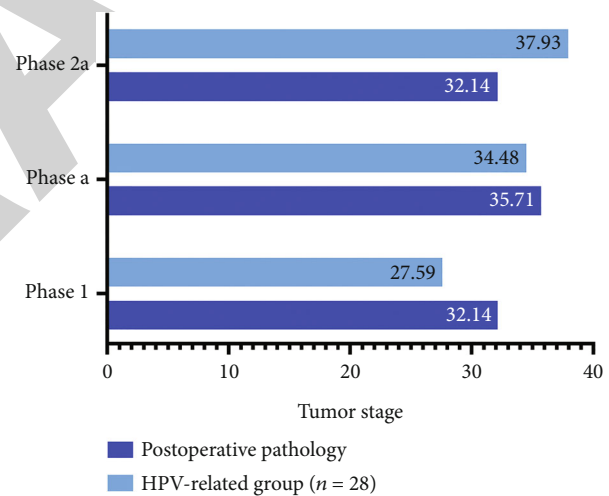 Phase 2a
37.93
32.14
Phase a
34.48
35.71
Phase 1
27.59
32.14
0 10 20 30 40
Tumor stage
Postoperative pathology
HPV-related group (n = 28)